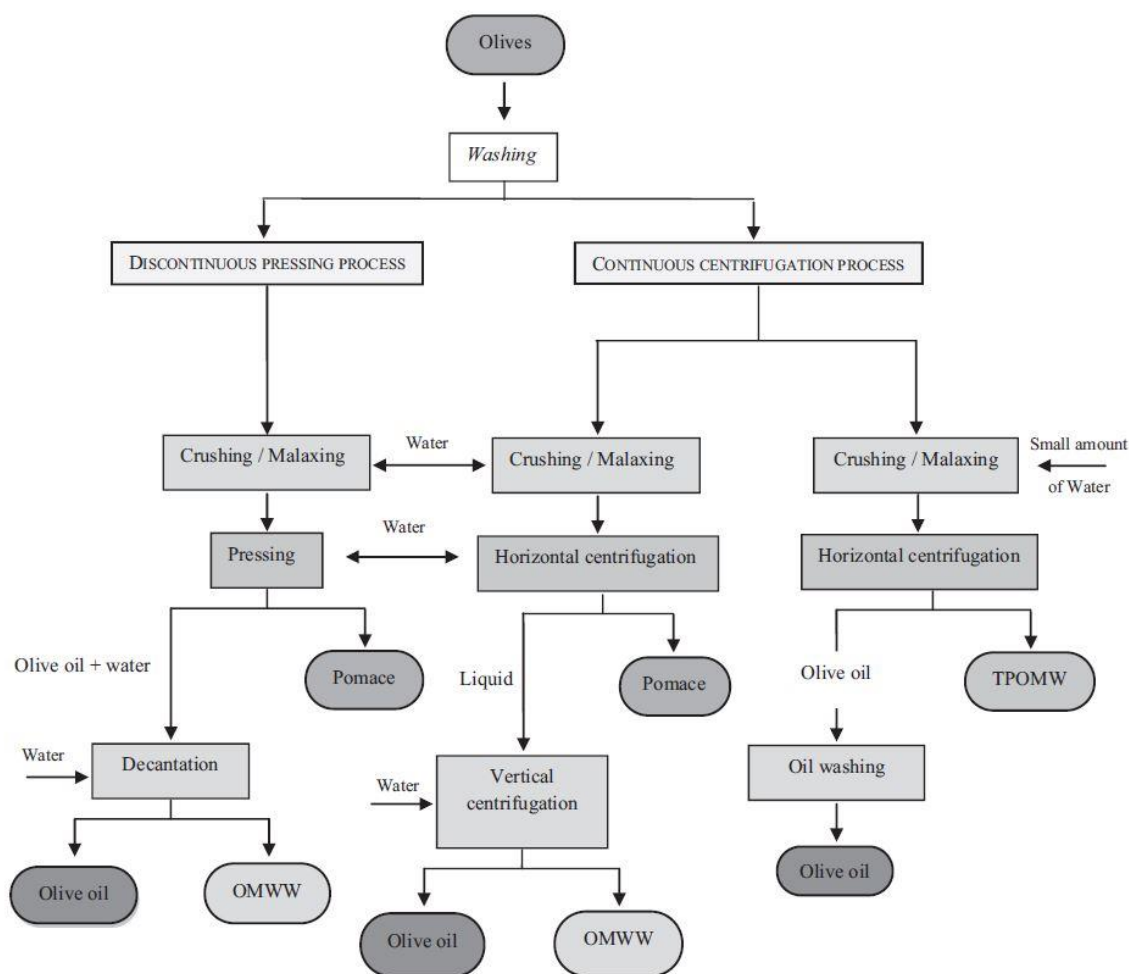 Olives
Washing
DISCONTINUOUS PRESSING PROCESS
CONTINUOUS CENTRIFUGATION PROCESS
Crushing / Malaxing
Water
Crushing / Malaxing
Crushing / Malaxing
Small amount
of Water
Pressing
Water
Horizontal centrifugation
Horizontal centrifugation
Olive oil + water
Pomace
Liquid
Pomace
Olive oil
TPOMW
Water
Decantation
Water
Vertical
centrifugation
Oil washing
Olive oil
OMWW
Olive oil
OMWW
Olive oil